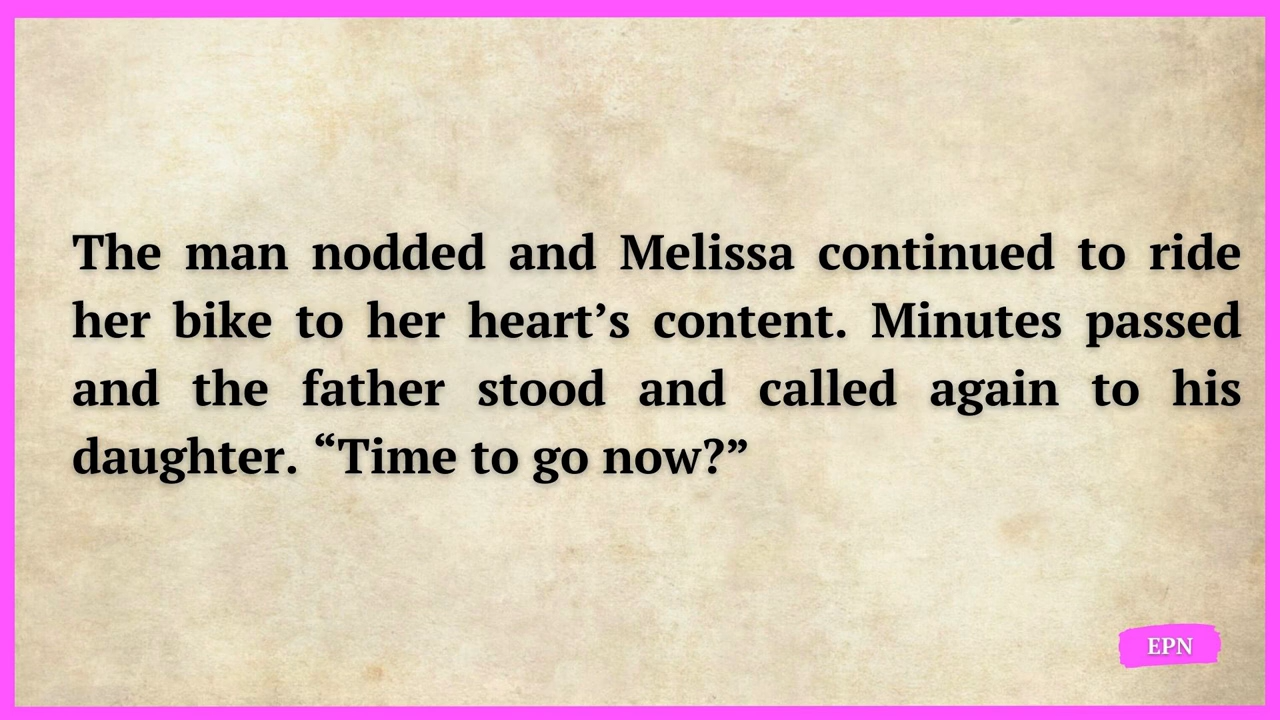 The man nodded and Melissa continued to ride
her bike to her heart’s content. Minutes passed
and the father stood and called again to his
daughter. “Time to go now?”
EPN